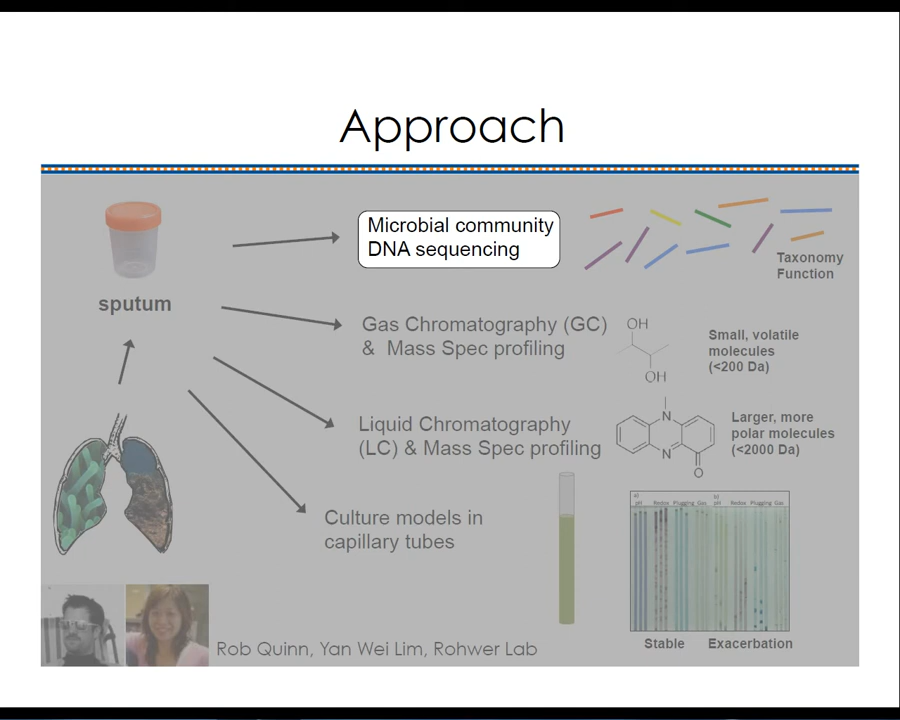 Approach
sputum
Microbial community
DNA sequencing
Taxonomy
Function
Gas Chromatography (GC)
& Mass Spec profiling
OH
OH
Small, volatile
molecules
(<200 Da)
Liquid Chromatography
(LC) & Mass Spec profiling
N
N
O
Larger, more
polar molecules
(<2000 Da)
Culture models in
capillary tubes
a)
b)
pH Redox Plugging Gas pH Redox Plugging Gas
Stable Exacerbation
Rob Quinn, Yan Wei Lim, Rohwer Lab